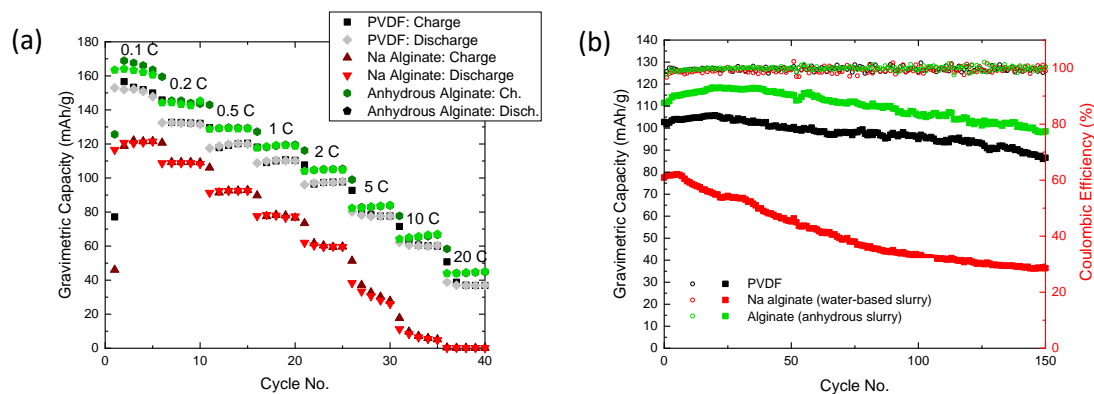 (a)
PVDF: Charge
PVDF: Discharge
Na Alginate: Charge
Na Alginate: Discharge
Anhydrous Alginate: Ch.
Anhydrous Alginate: Disch.
0.1 C
0.2 C
0.5 C
1 C
2 C
5 C
10 C
20 C
180
160
140
120
100
80
60
40
20
0
Gravimetric Capacity (mAh/g)
0 10 20 30 40
Cycle No.
(b)
140
130
120
110
100
90
80
70
60
50
40
30
20
10
0
Gravimetric Capacity (mAh/g)
PVDF
Na alginate (water-based slurry)
Alginate (anhydrous slurry)
0 50 100 150
Cycle No.
100
80
60
40
20
0
Coulombic Efficiency (%)